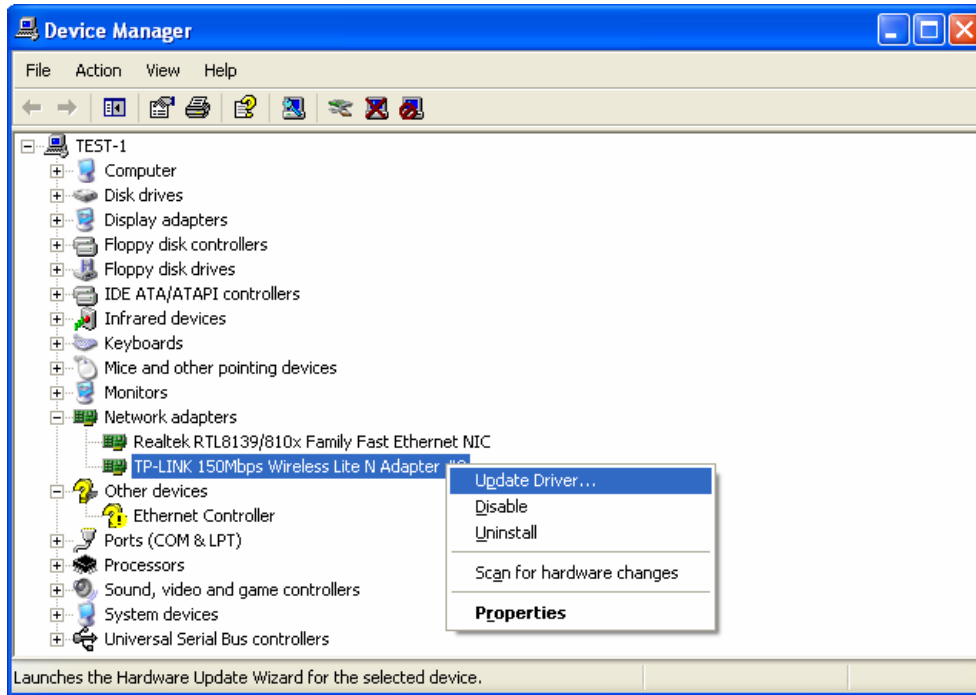 Device Manager
File Action View Help
TEST-1
Computer
Disk drives
Display adapters
Floppy disk controllers
Floppy disk drives
IDE ATA/ATAPI controllers
Infrared devices
Keyboards
Mice and other pointing devices
Monitors
Network adapters
Realtek RTL8139/810x Family Fast Ethernet NIC
TP-LINK 150Mbps Wireless Lite N Adapter
Other devices
Ethernet Controller
Ports (COM & LPT)
Processors
Sound, video and game controllers
System devices
Universal Serial Bus controllers
Update Driver...
Disable
Uninstall
Scan for hardware changes
Properties
Launches the Hardware Update Wizard for the selected device.